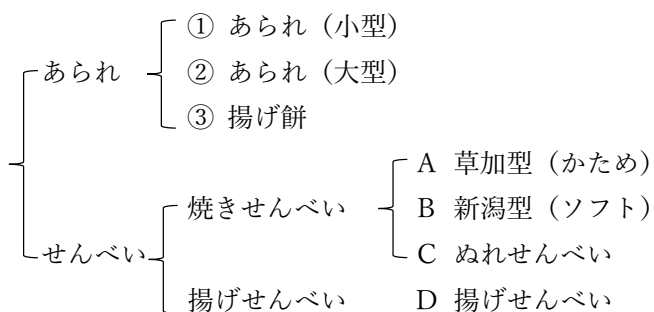 ① あられ（小型）
あられ ② あられ（大型）
③ 揚げ餅
A 草加型（かため）
焼きせんべい B 新潟型（ソフト）
せんべい C ぬれせんべい
揚げせんべい D 揚げせんべい